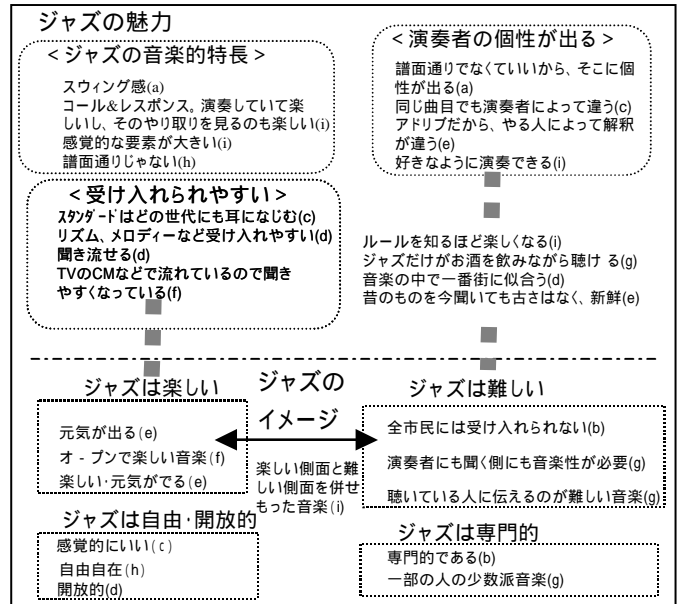 ジャズの魅力
＜ジャズの音楽的特長＞
スウィング感(a)
コール&レスポンス。演奏していて楽
しいし、そのやり取りを見るのも楽しい(i)
感覚的な要素が大きい(i)
譜面通りじゃない(h)
＜受け入れられやすい＞
スタンダードはどの世代にも耳になじむ(c)
リズム、メロディーなど受け入れやすい(d)
聞き流せる(d)
TVのCMなどで流れているので聞き
やすくなっている(f)
＜演奏者の個性が出る＞
譜面通りでなくていいから、そこに個
性が出る(a)
同じ曲目でも演奏者によって違う(c)
アドリブだから、やる人によって解釈
が違う(e)
好きなように演奏できる(i)
ルールを知るほど楽しくなる(i)
ジャズだけがお酒を飲みながら聴け る(g)
音楽の中で一番街に似合う(d)
昔のものを今聞いても古さはなく、新鮮(e)
ジャズは楽しい
元気が出る(e)
オ‐プンで楽しい音楽(f)
楽しい・元気がでる(e)
ジャズは自由・開放的
感覚的にいい(c)
自由自在(h)
開放的(d)
ジャズの
イメージ
楽しい側面と難
しい側面を併せ
もった音楽(i)
ジャズは難しい
全市民には受け入れられない(b)
演奏者にも聞く側にも音楽性が必要(g)
聴いている人に伝えるのが難しい音楽(g)
ジャズは専門的
専門的である(b)
一部の人の少数派音楽(g)